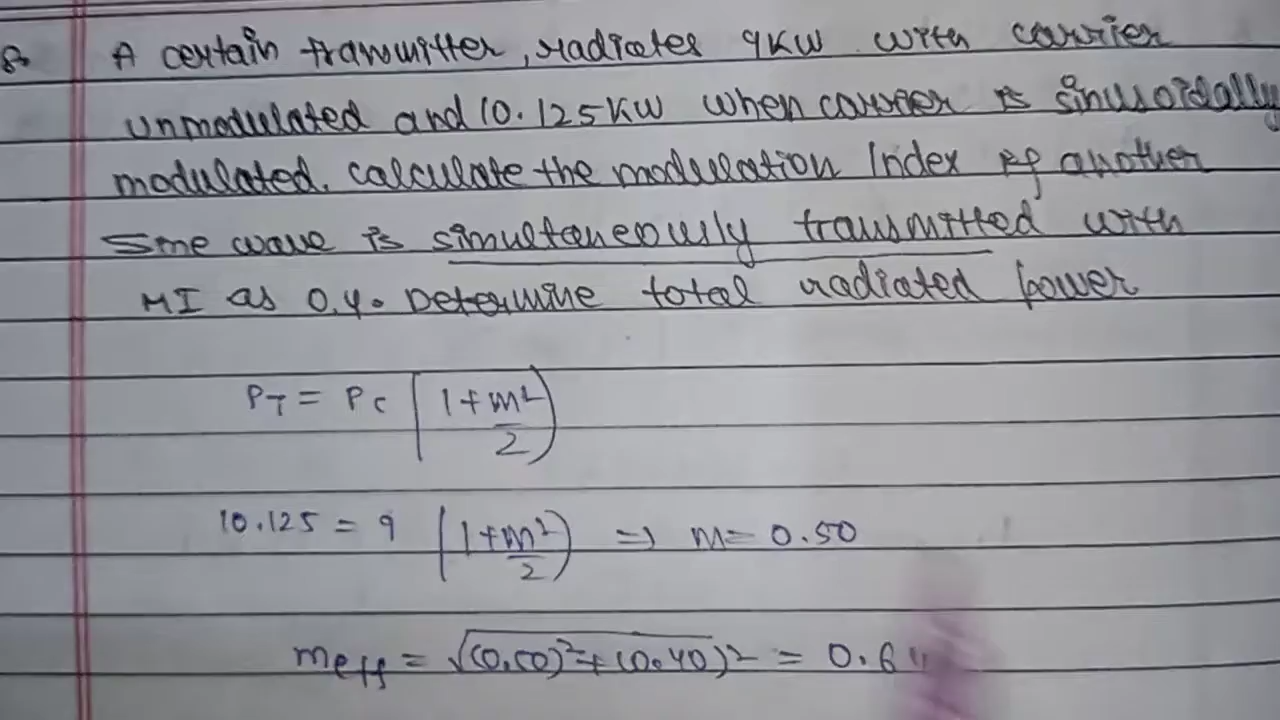 Q. A certain transmitter, radiates 9KW with carrier
unmodulated and 10.125KW when carrier is sinusoidally
modulated. calculate the modulation Index if another
Sine wave is simultaneously transmitted with
MI as 0.4. Determine total radiated power
PT = PC [1+m²/2)
10.125 = 9 (1+m²/2) => m= 0.50
meff = √(0.50)²+(0.40)² = 0.64